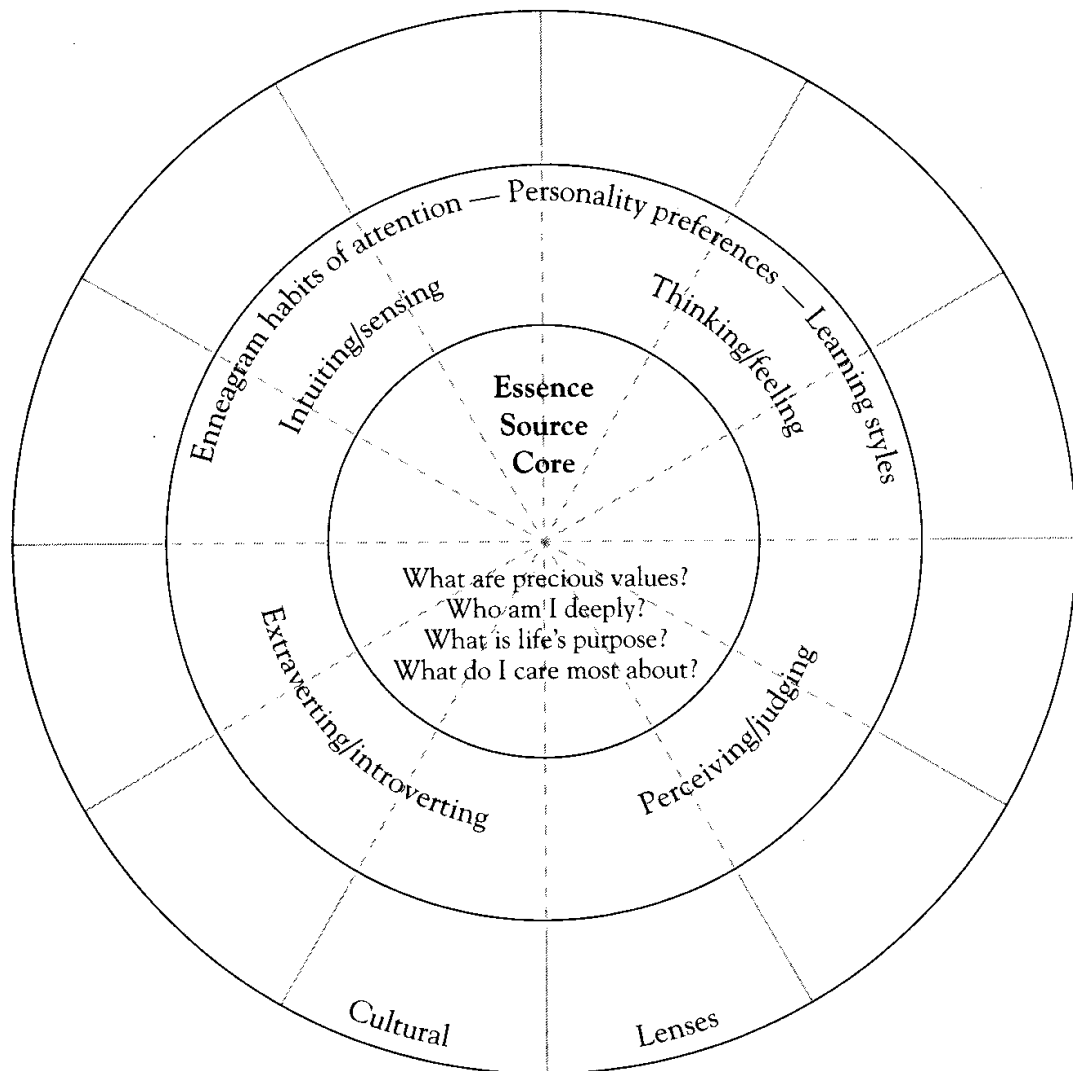 Enneagram habits of attention — Personality preferences — Learning styles
Intuiting/sensing
Thinking/feeling
Essence
Source
Core
What are precious values?
Who am I deeply?
What is life's purpose?
What do I care most about?
Extraverting/introverting
Perceiving/judging
Cultural
Lenses